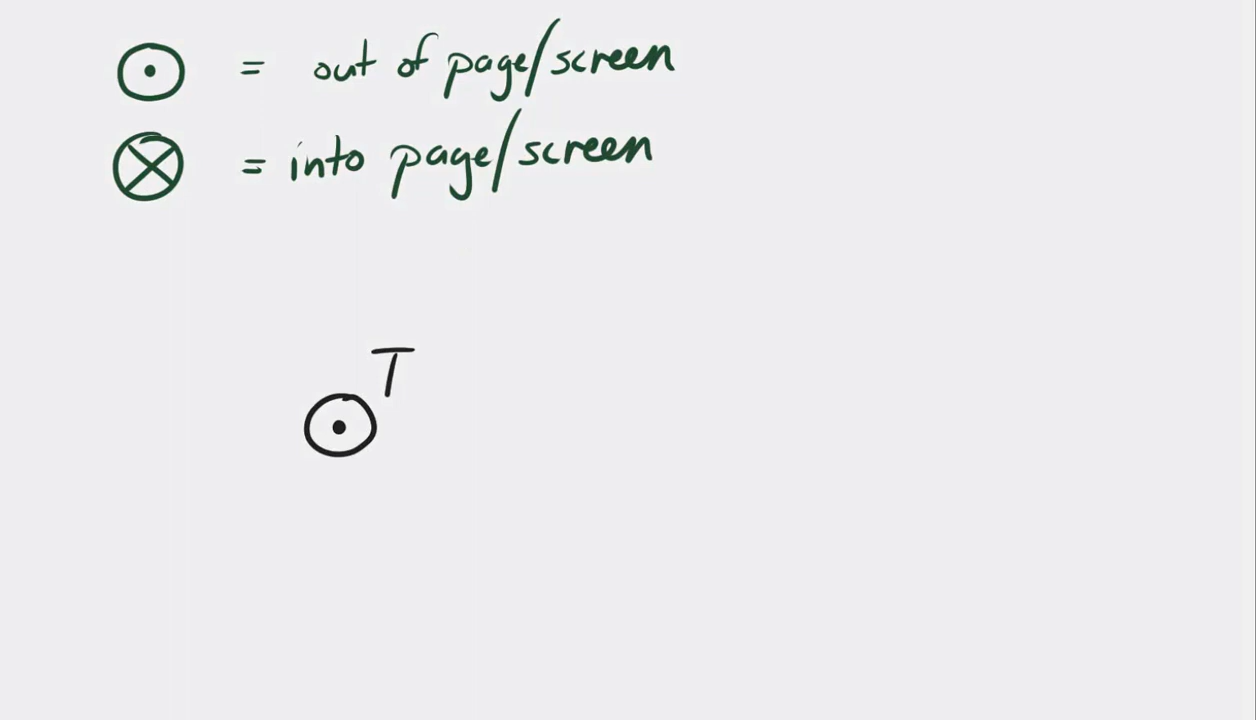 ⊙ = out of page/screen
⊗ = into page/screen
T